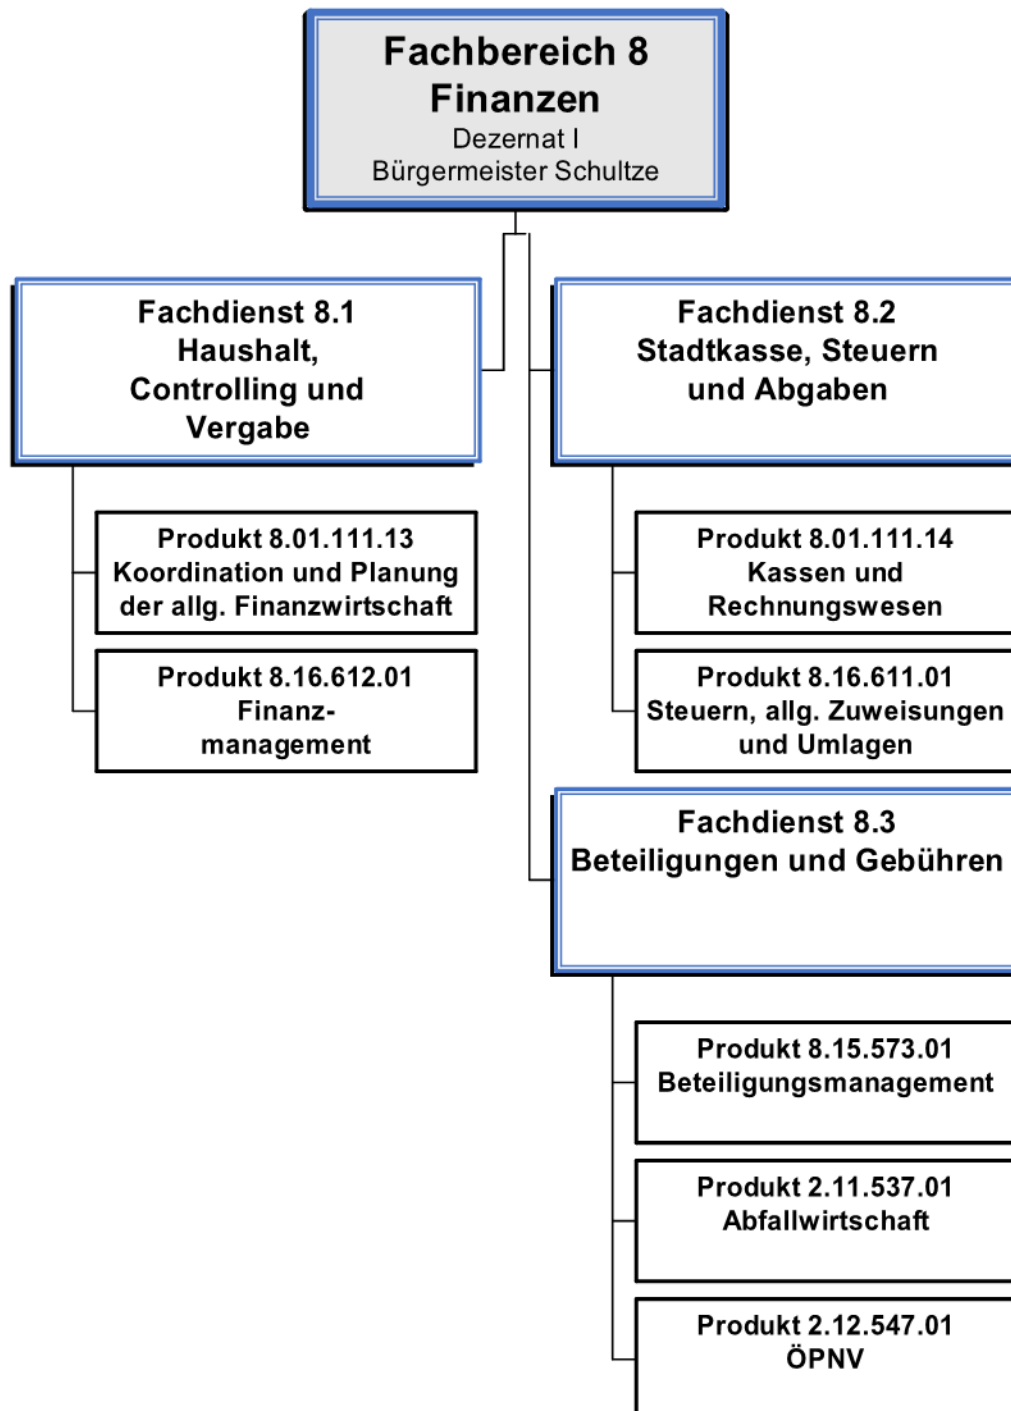 Fachbereich 8
Finanzen
Dezernat I
Bürgermeister Schultze
Fachdienst 8.1
Haushalt,
Controlling und
Vergabe
Produkt 8.01.111.13
Koordination und Planung
der allg. Finanzwirtschaft
Produkt 8.16.612.01
Finanz-
management
Fachdienst 8.2
Stadtkasse, Steuern
und Abgaben
Produkt 8.01.111.14
Kassen und
Rechnungswesen
Produkt 8.16.611.01
Steuern, allg. Zuweisungen
und Umlagen
Fachdienst 8.3
Beteiligungen und Gebühren
Produkt 8.15.573.01
Beteiligungsmanagement
Produkt 2.11.537.01
Abfallwirtschaft
Produkt 2.12.547.01
ÖPNV